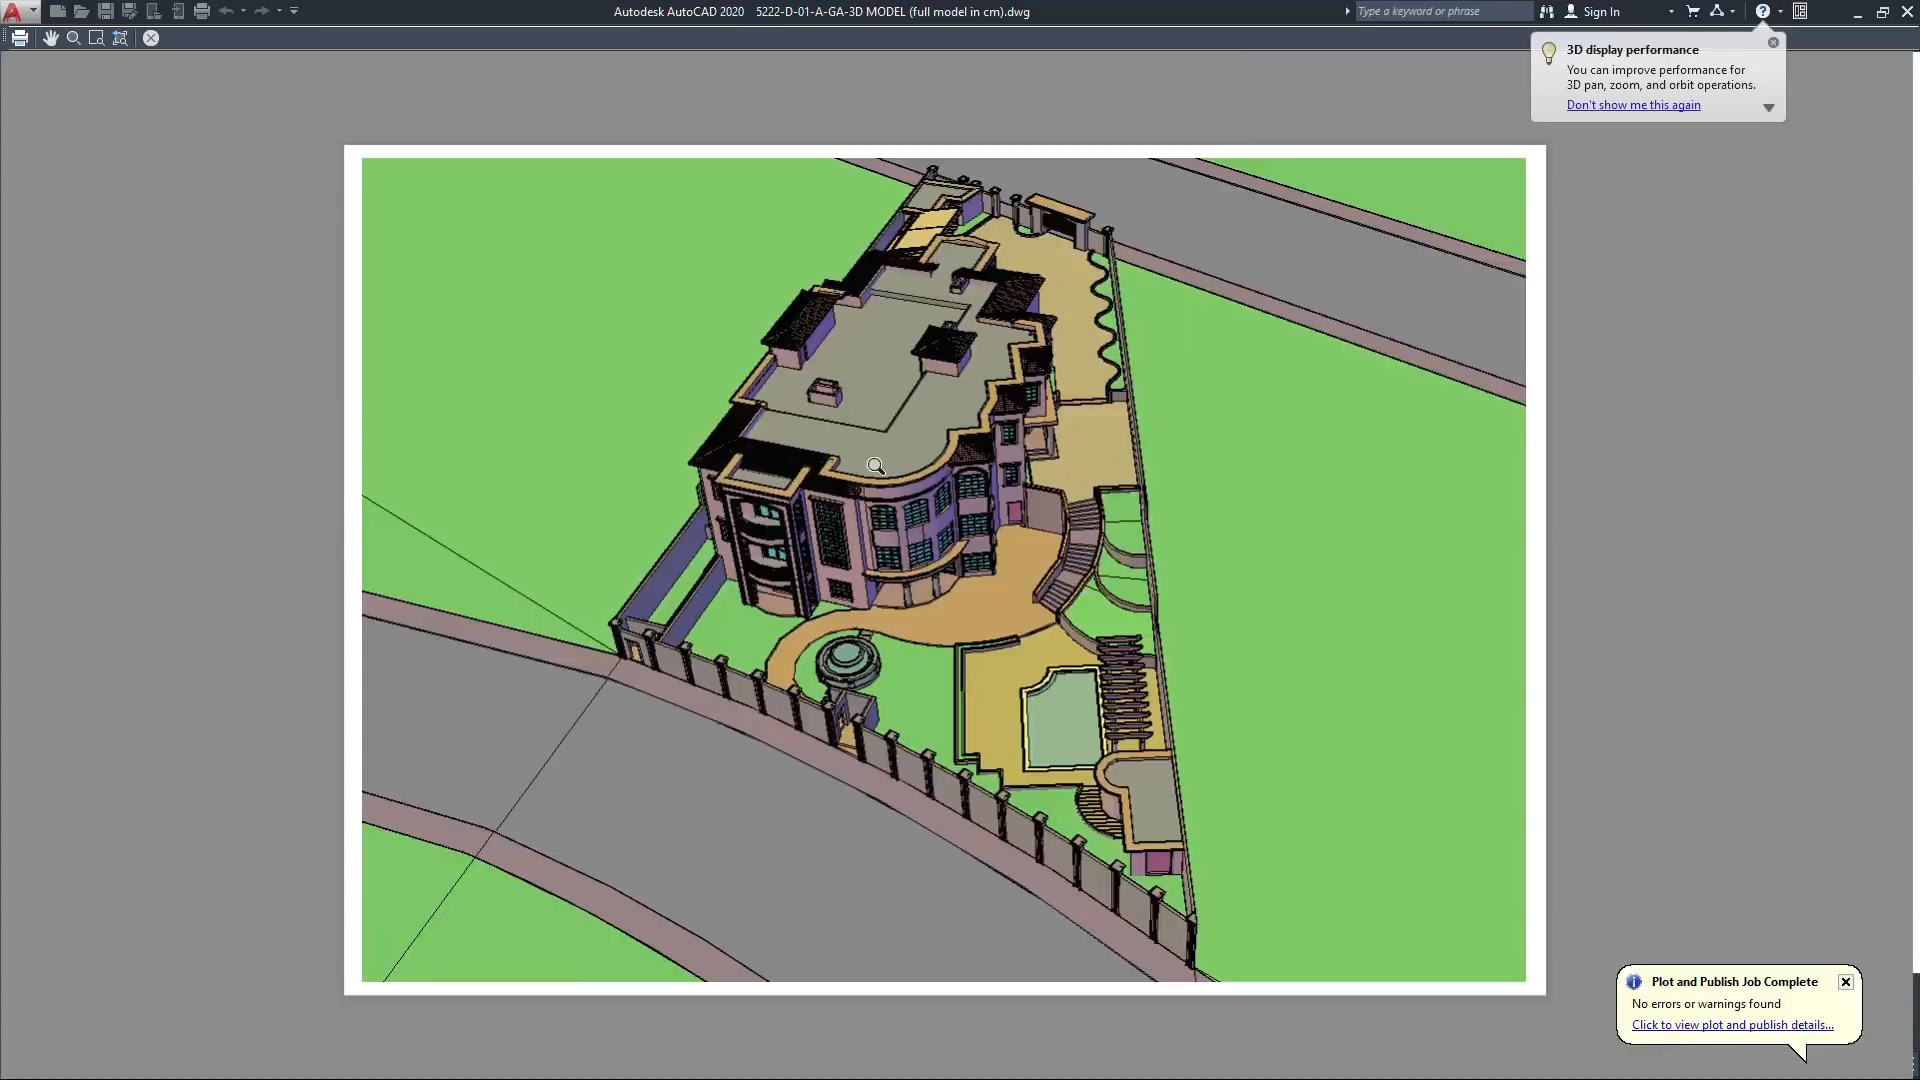 Autodesk AutoCAD 2020 5222-D-01-A-GA-3D MODEL (full model in cm).dwg
Type a keyword or phrase
Sign In
3D display performance
You can improve performance for
3D pan, zoom, and orbit operations.
Don't show me this again
Plot and Publish Job Complete
No errors or warnings found
Click to view plot and publish details...